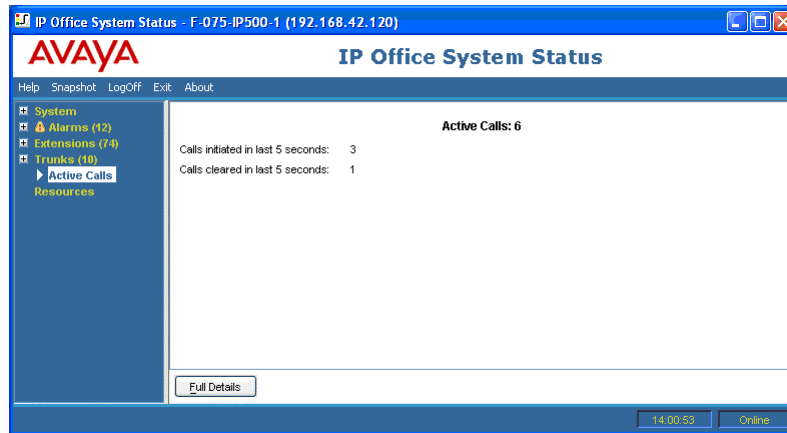 IP Office System Status - F-075-IP500-1 (192.168.42.120)
AVAYA
IP Office System Status
Help Snapshot LogOff Exit About
System
Alarms (12)
Extensions (74)
Trunks (10)
Active Calls
Resources
Active Calls: 6
Calls initiated in last 5 seconds: 3
Calls cleared in last 5 seconds: 1
Full Details
14:00:53 Online